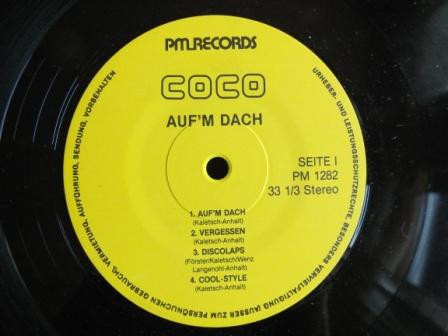 PM.RECORDS
COCO
AUF'M DACH
SEITE I
PM 1282
33 1/3 Stereo
1. AUF'M DACH
(Kaletsch-Anhalt)
2. VERGESSEN
(Kaletsch-Anhalt)
3. DISCOLAPS
(Förster/Kaletsch/Wenz
Langenohl-Anhalt)
4. COOL-STYLE
(Kaletsch-Anhalt)
URHEBER- UND LEISTUNGSSCHUTZRECHTE, BESONDERS VERVIELFÄLTIGUNG (AUSSER ZUM PERSÖNLICHEN GEBRAUCH), VERMIETUNG, AUFFÜHRUNG, SENDUNG, VORBEHALTEN